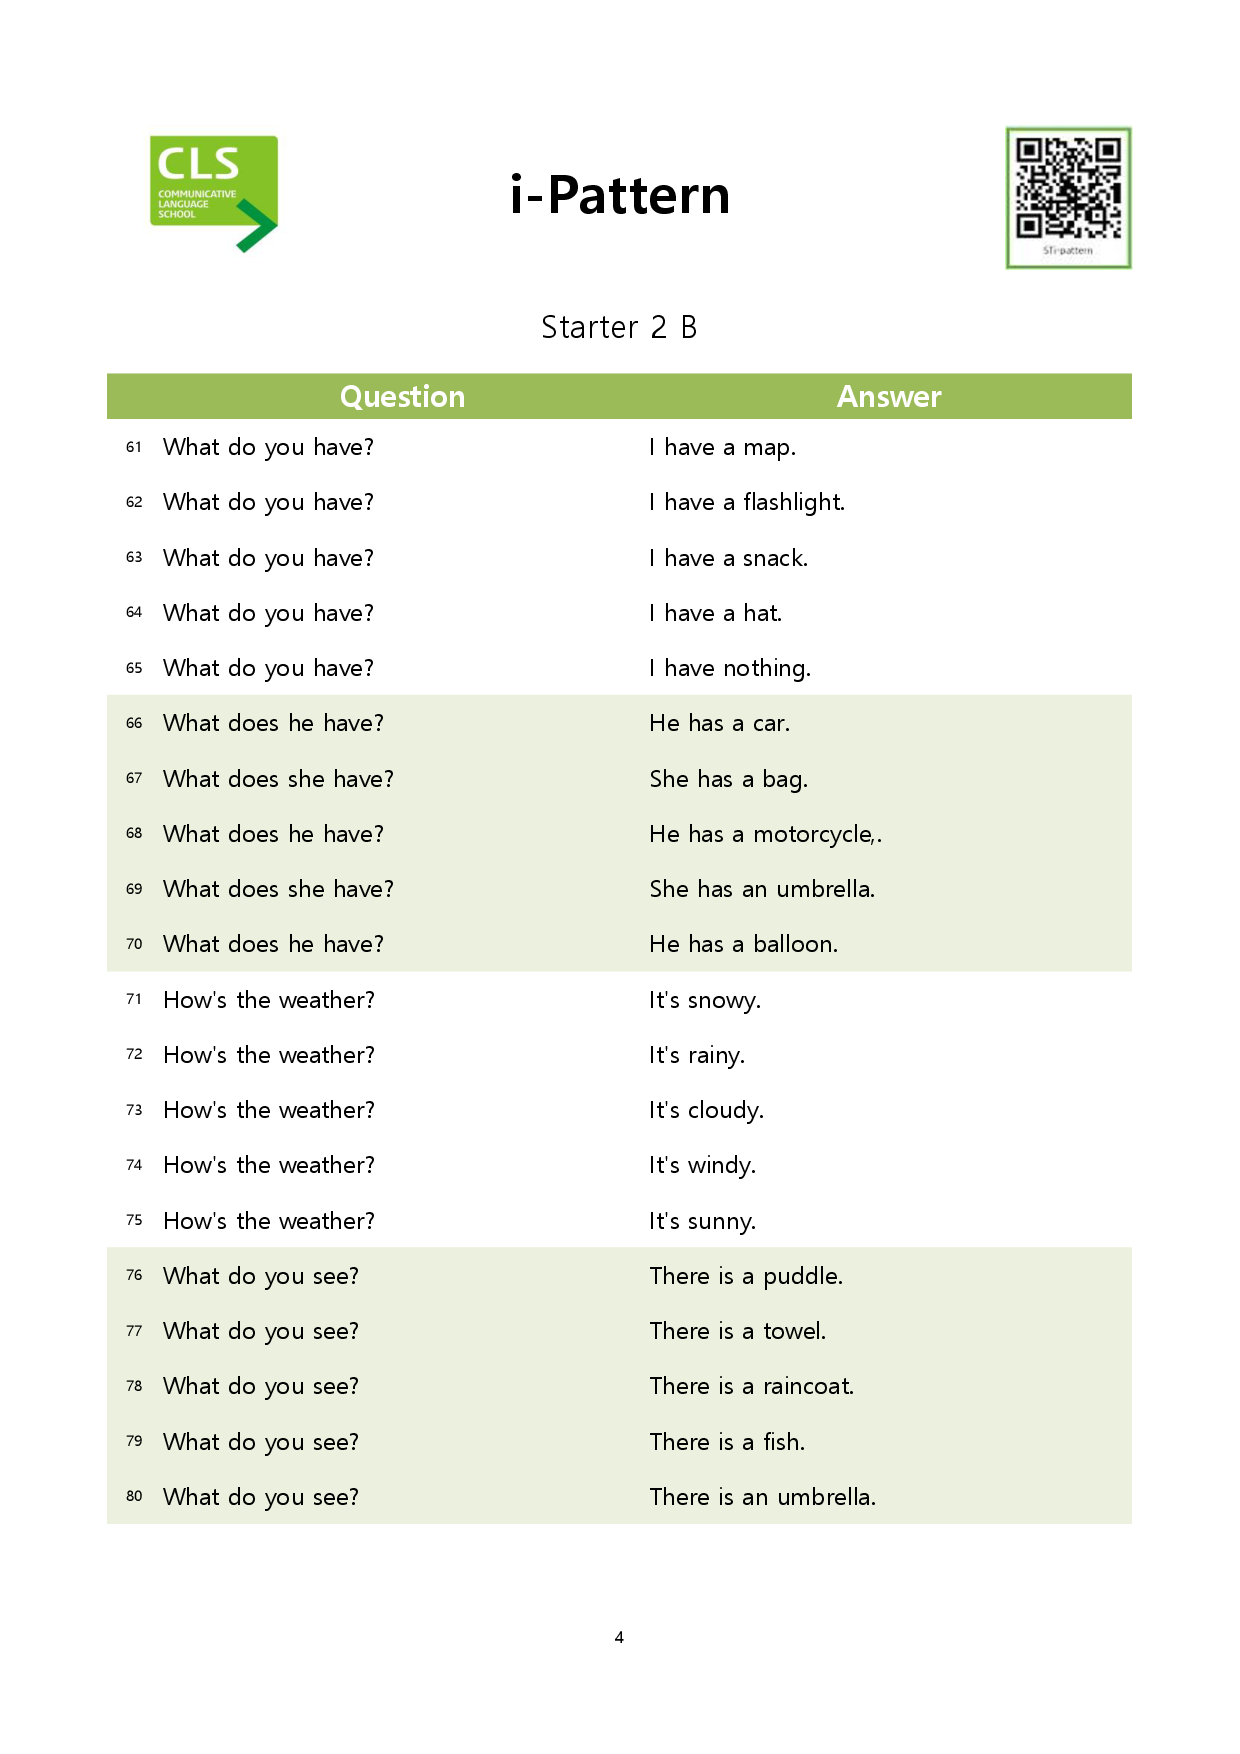 CLS
COMMUNICATIVE
LANGUAGE
SCHOOL
i-Pattern
STi-pattern
Starter 2 B
Question Answer
61 What do you have? I have a map.
62 What do you have? I have a flashlight.
63 What do you have? I have a snack.
64 What do you have? I have a hat.
65 What do you have? I have nothing.
66 What does he have? He has a car.
67 What does she have? She has a bag.
68 What does he have? He has a motorcycle,.
69 What does she have? She has an umbrella.
70 What does he have? He has a balloon.
71 How's the weather? It's snowy.
72 How's the weather? It's rainy.
73 How's the weather? It's cloudy.
74 How's the weather? It's windy.
75 How's the weather? It's sunny.
76 What do you see? There is a puddle.
77 What do you see? There is a towel.
78 What do you see? There is a raincoat.
79 What do you see? There is a fish.
80 What do you see? There is an umbrella.
4